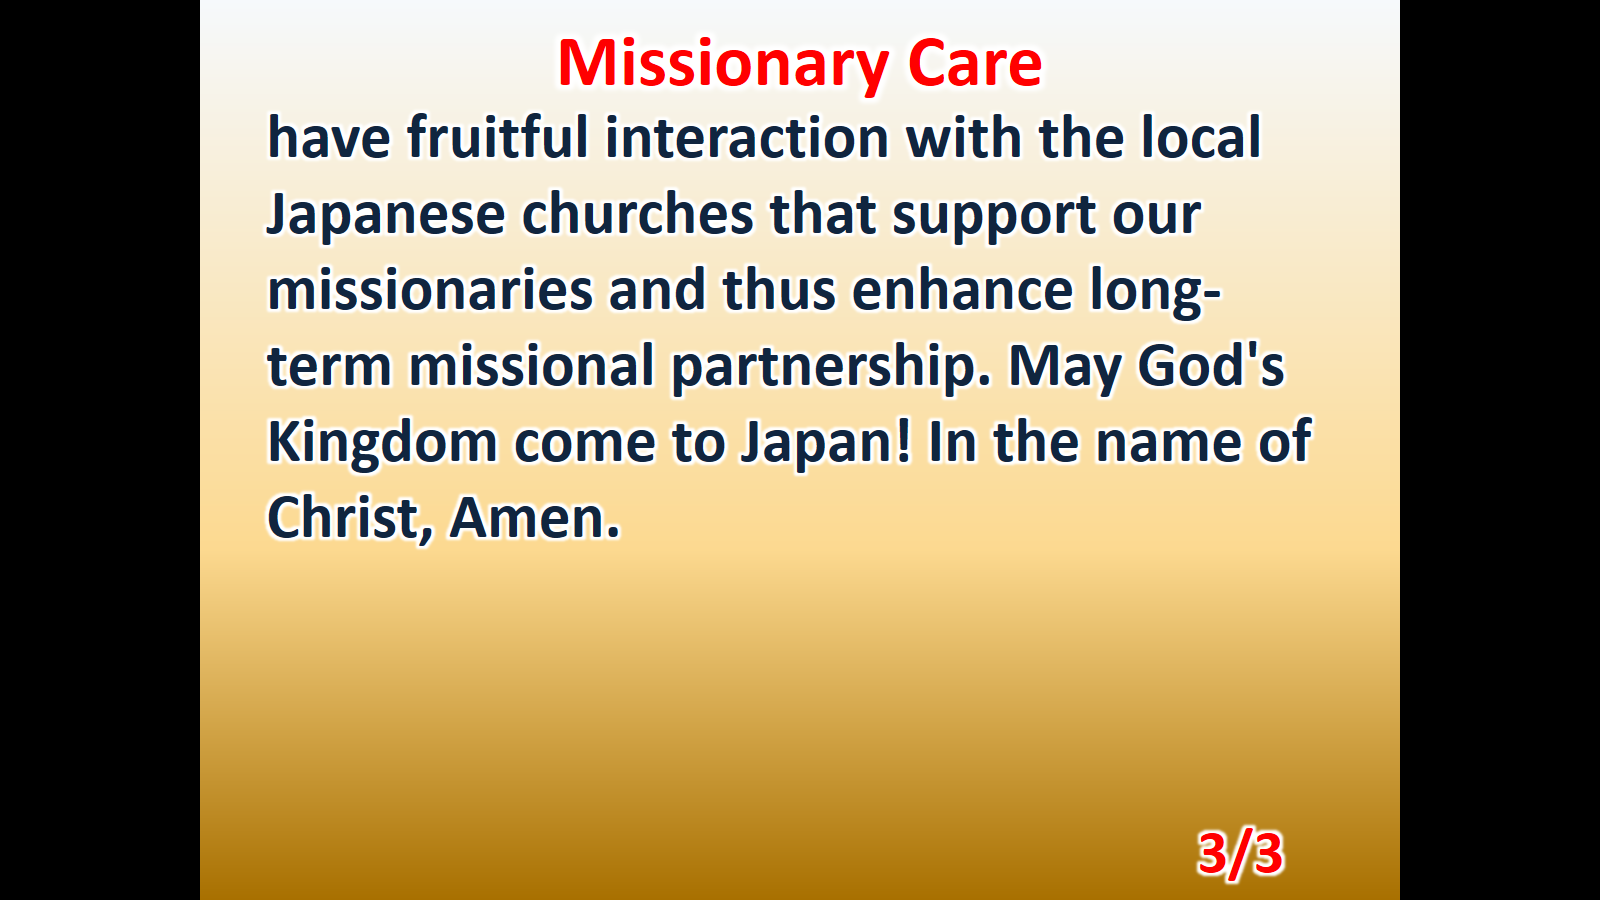 Missionary Care
have fruitful interaction with the local
Japanese churches that support our
missionaries and thus enhance long-
term missional partnership. May God's
Kingdom come to Japan! In the name of
Christ, Amen.
3/3